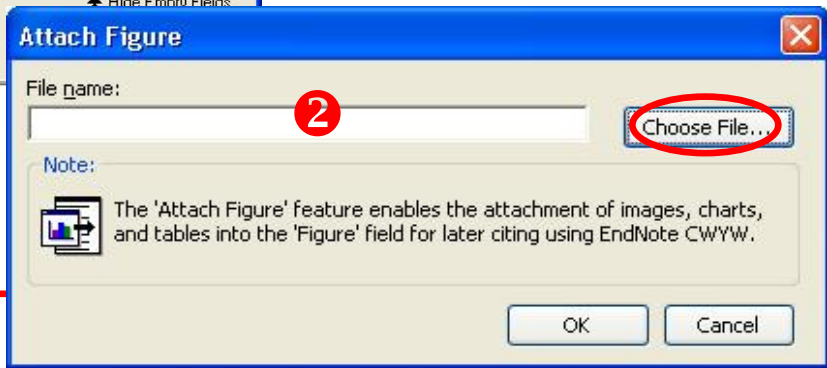 Hide Empty Fields
Attach Figure
File name:
2
Choose File...
Note:
The 'Attach Figure' feature enables the attachment of images, charts,
and tables into the 'Figure' field for later citing using EndNote CWYW.
OK
Cancel